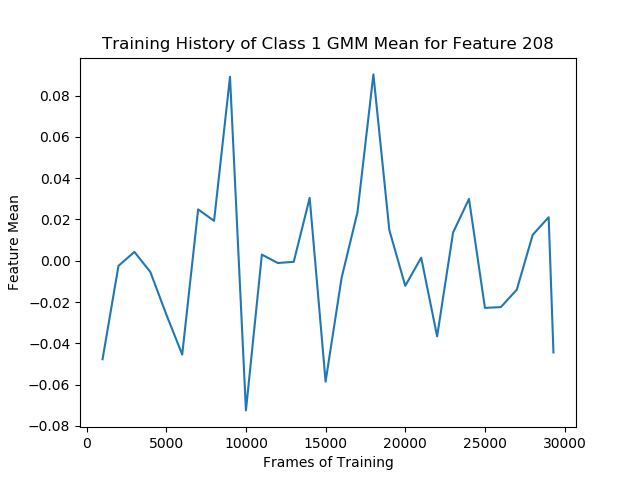 Training History of Class 1 GMM Mean for Feature 208
0.08
0.06
0.04
0.02
0.00
−0.02
−0.04
−0.06
−0.08
Feature Mean
0 5000 10000 15000 20000 25000 30000
Frames of Training